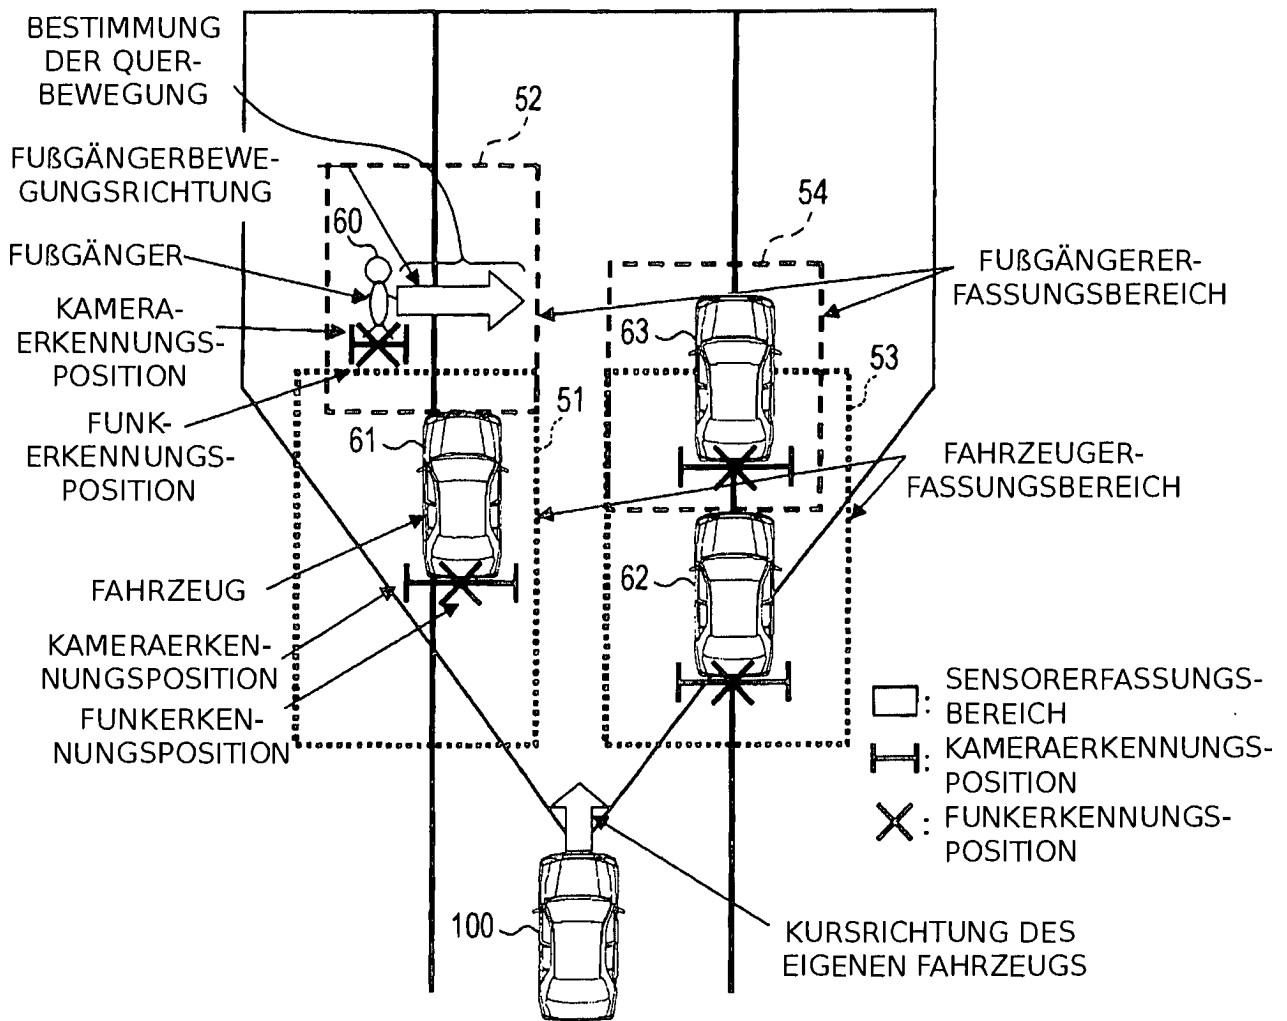 BESTIMMUNG
DER QUER-
BEWEGUNG
52
FUßGÄNGERBEWE-
GUNGSRICHTUNG
54
60
FUßGÄNGER
FUßGÄNGERER-
FASSUNGSBEREICH
KAMERA-
ERKENNUNGS-
POSITION
63
53
51
FUNK-
ERKENNUNGS-
POSITION
61
FAHRZEUGER-
FASSUNGSBEREICH
FAHRZEUG
62
KAMERAERKEN-
NUNGSPOSITION
FUNKERKEN-
NUNGSPOSITION
: SENSORERFASSUNGS-
BEREICH
: KAMERAERKENNUNGS-
POSITION
: FUNKERKENNUNGS-
POSITION
100
KURSRICHTUNG DES
EIGENEN FAHRZEUGS